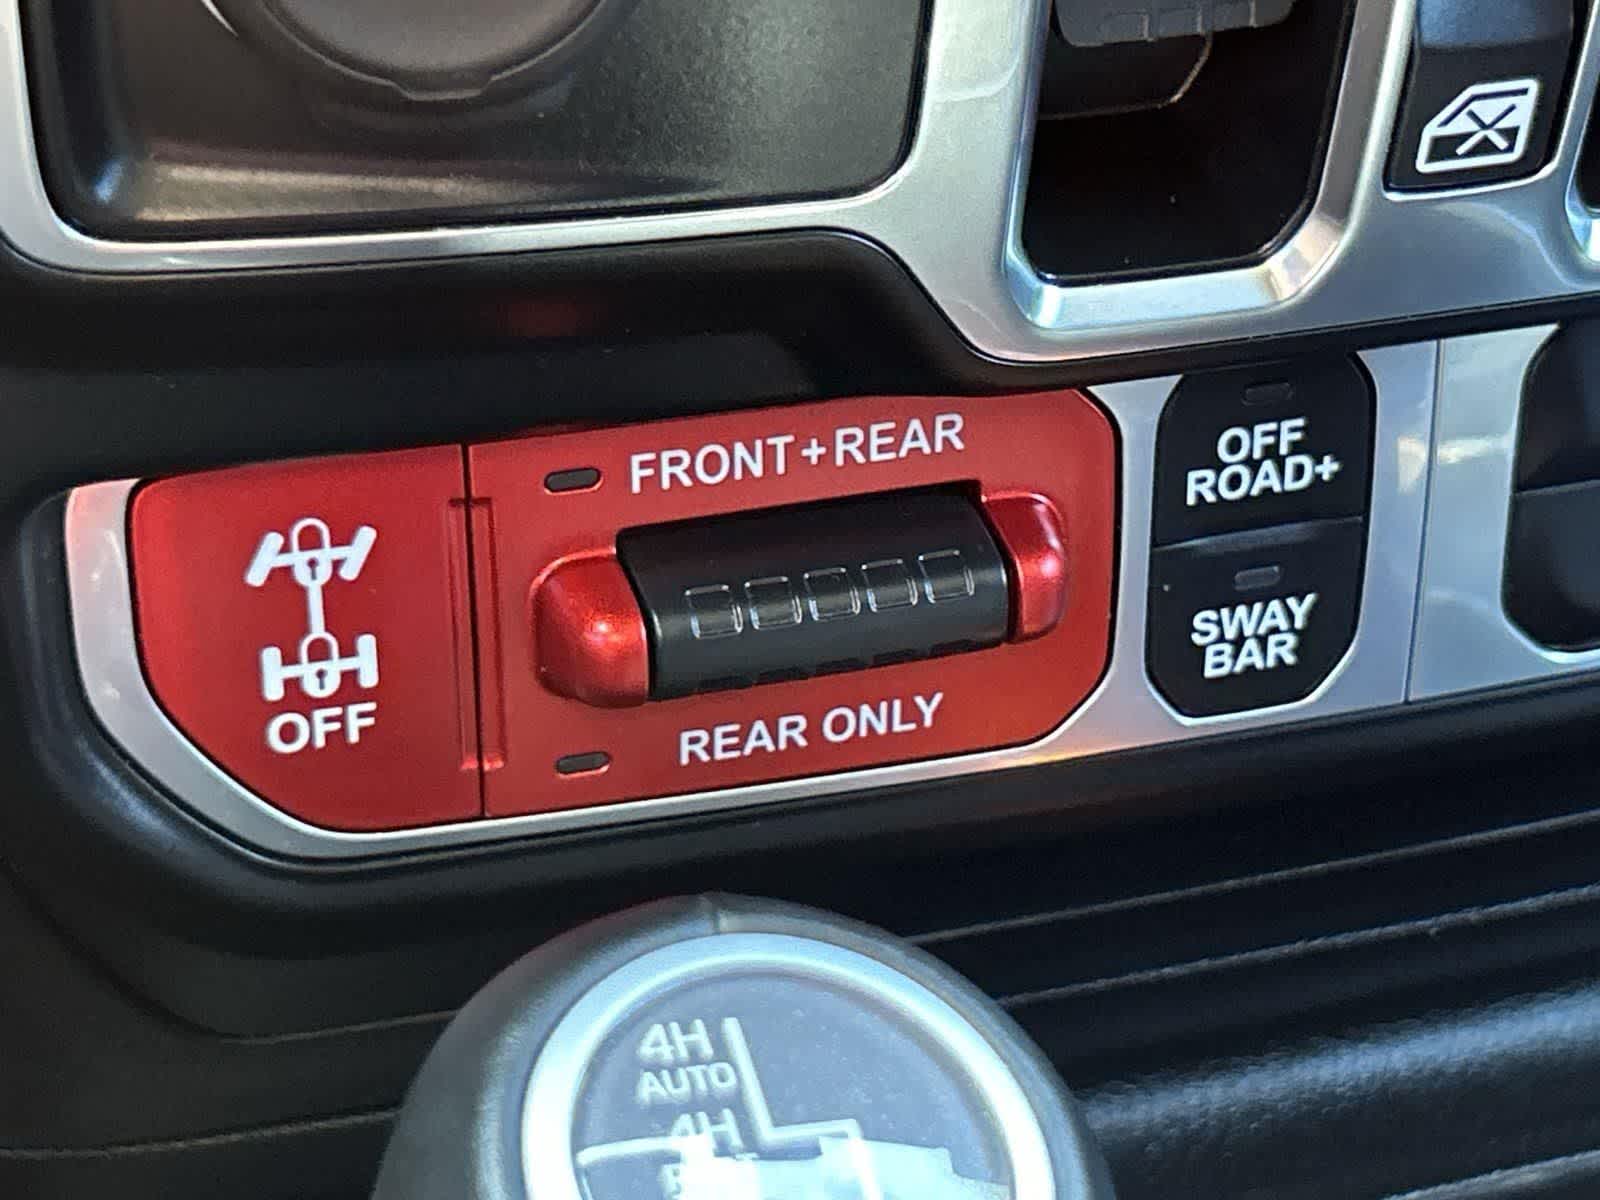 FRONT+REAR
OFF
ROAD+
SWAY
BAR
OFF
REAR ONLY
4H
AUTO
4H